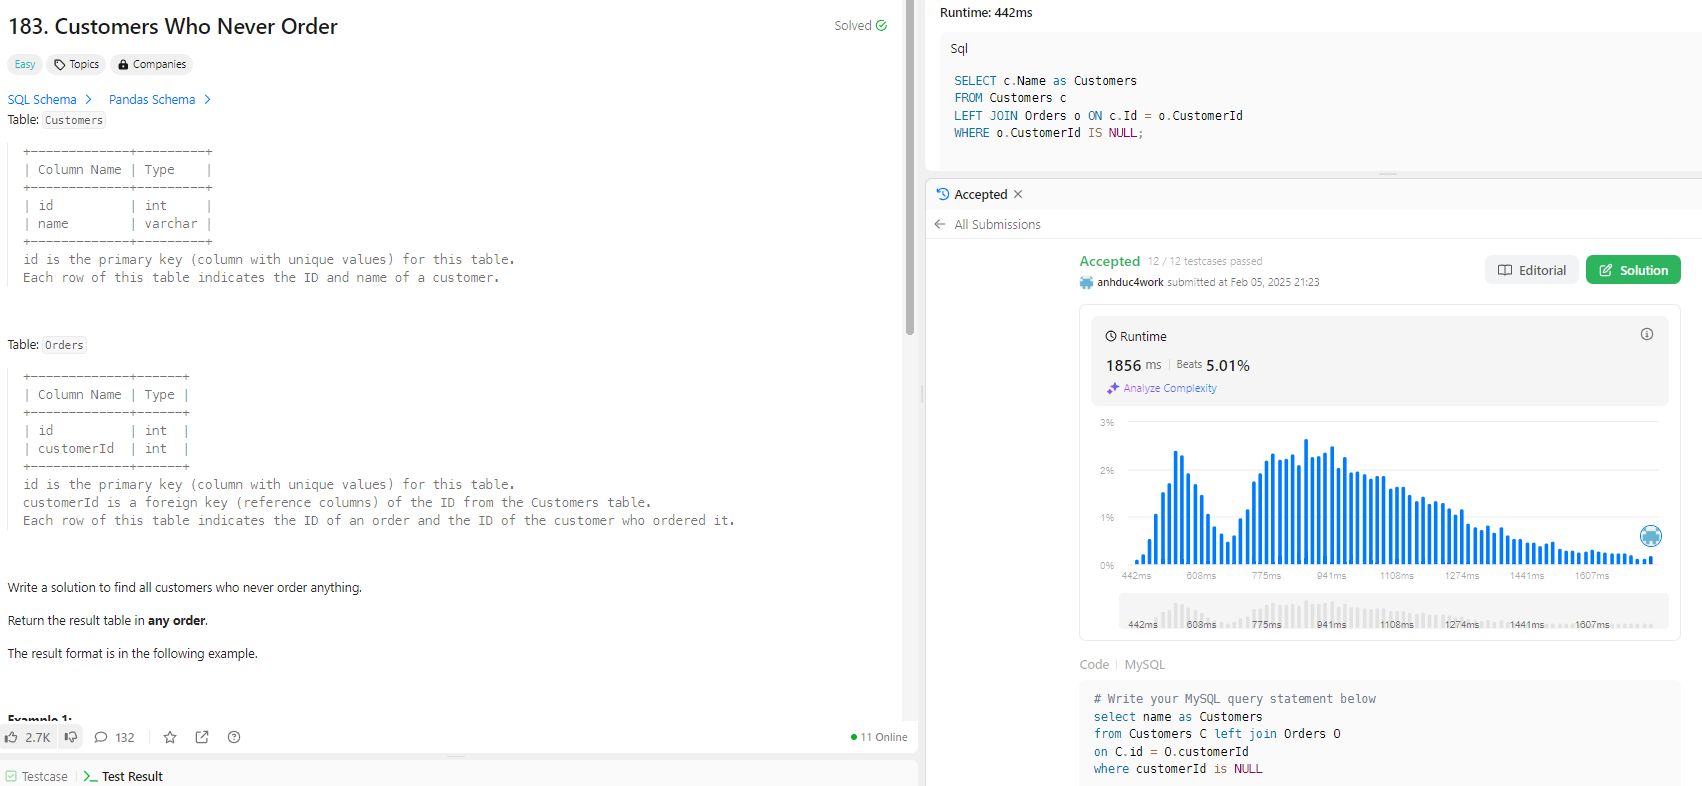 183. Customers Who Never Order
Solved
Easy
Topics
Companies
SQL Schema
Pandas Schema
Table: Customers
+-------------+---------+
| Column Name | Type    |
+-------------+---------+
| id          | int     |
| name        | varchar |
+-------------+---------+
id is the primary key (column with unique values) for this table.
Each row of this table indicates the ID and name of a customer.
Table: Orders
+-------------+------+
| Column Name | Type |
+-------------+------+
| id          | int  |
| customerId  | int  |
+-------------+------+
id is the primary key (column with unique values) for this table.
customerId is a foreign key (reference columns) of the ID from the Customers table.
Each row of this table indicates the ID of an order and the ID of the customer who ordered it.
Write a solution to find all customers who never order anything.
Return the result table in any order.
The result format is in the following example.
Example 1:
2.7K
132
11 Online
Testcase
Test Result
Runtime: 442ms
Sql
SELECT c.Name as Customers
FROM Customers c
LEFT JOIN Orders o ON c.Id = o.CustomerId
WHERE o.CustomerId IS NULL;
Accepted
All Submissions
Accepted 12 / 12 testcases passed
anhduc4work submitted at Feb 05, 2025 21:23
Editorial
Solution
Runtime
1856 ms Beats 5.01%
Analyze Complexity
3%
2%
1%
0%
442ms 608ms 775ms 941ms 1108ms 1274ms 1441ms 1607ms
442ms 608ms 775ms 941ms 1108ms 1274ms 1441ms 1607ms
Code MySQL
# Write your MySQL query statement below
select name as Customers
from Customers C left join Orders O
on C.id = O.customerId
where customerId is NULL